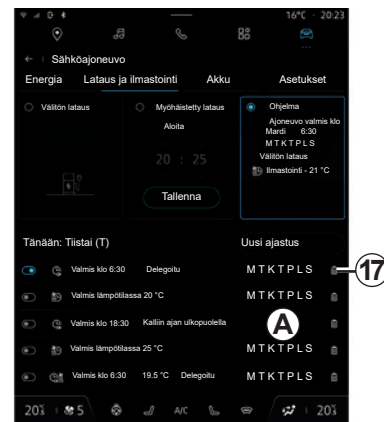 16°C · 20:23
← Sähköajoneuvo
Energia Lataus ja ilmastointi Akku Asetukset
Välitön lataus
Myöhäistetty lataus
Aloita
20 : 25
Tallenna
Ohjelma
Ajoneuvo valmis klo
Mardi 6:30
M T K T P L S
Välitön lataus
Ilmastointi - 21 °C
Tänään: Tiistai (T) Uusi ajastus
Valmis klo 6:30 Delegoitu M T K T P L S
17
Valmis lämpötilassa 20 °C M T K T P L S
Valmis klo 18:30 Kalliin ajan ulkopuolella
A
Valmis lämpötilassa 25 °C M T K T P L S
Valmis klo 6:30 19.5 °C Delegoitu M T K T P L S
20.5 5 A/C 20.5